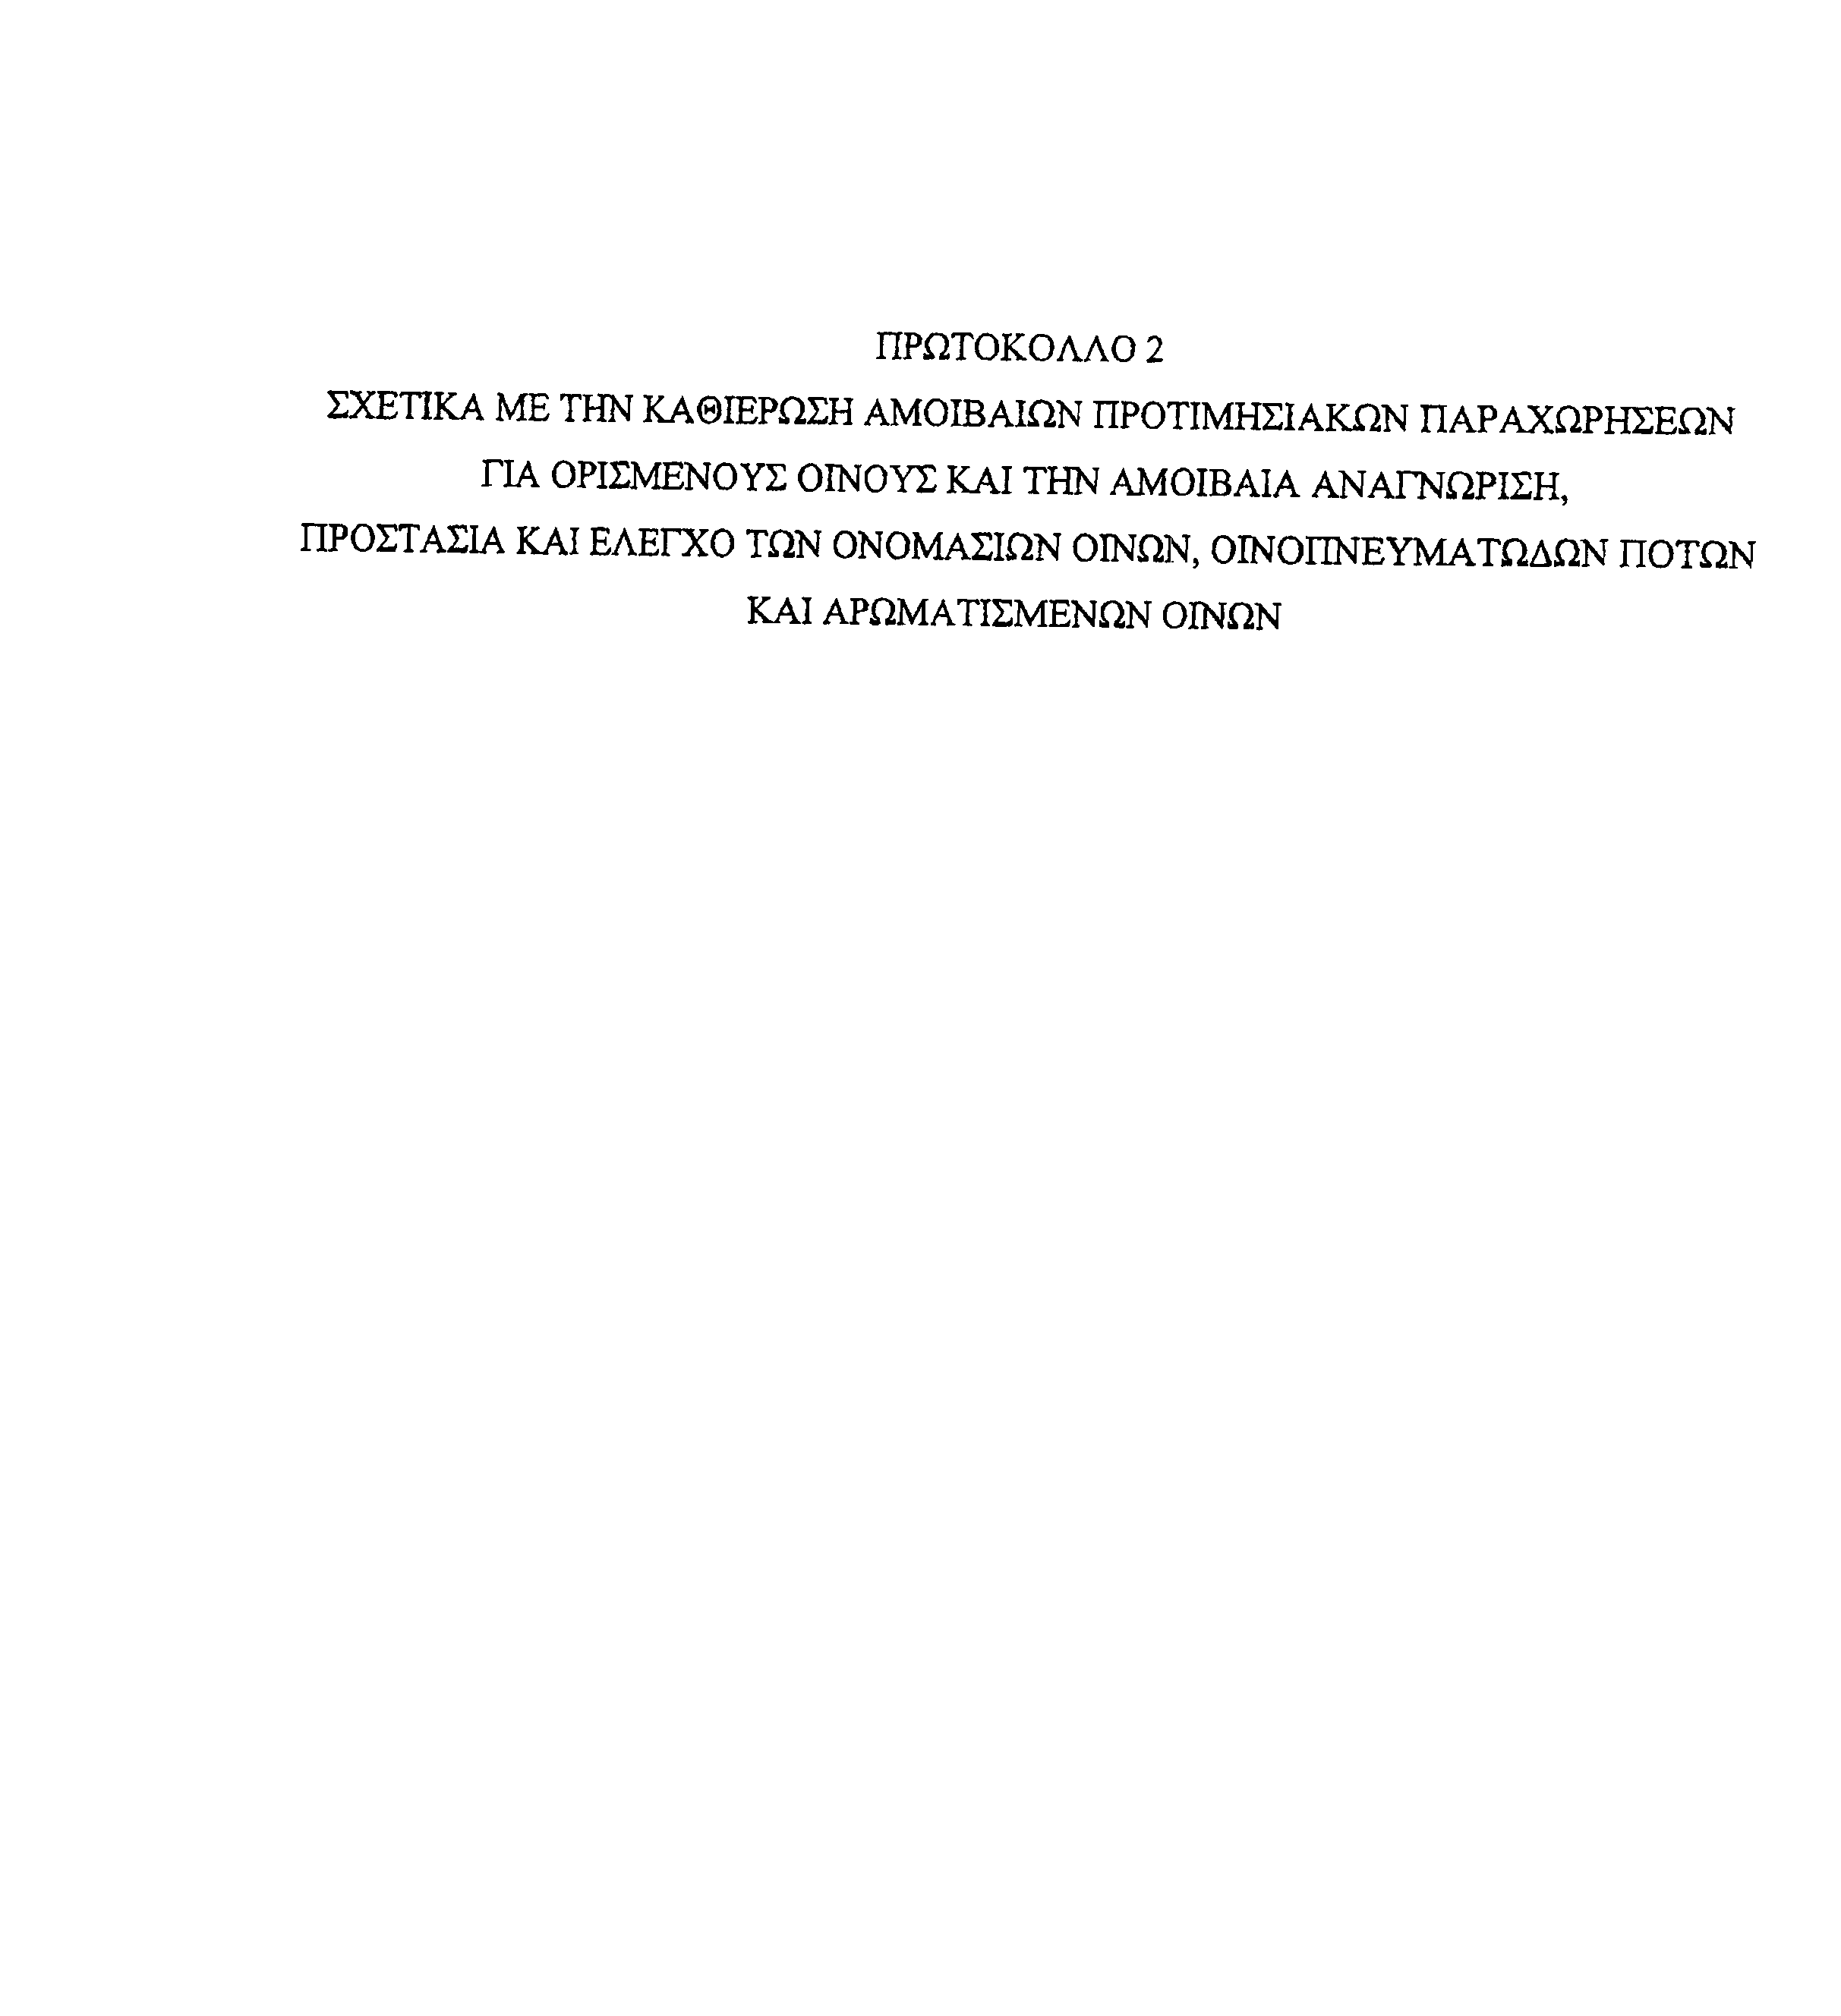 ΠΡΩΤΟΚΟΛΛΟ 2
ΣΧΕΤΙΚΑ ΜΕ ΤΗΝ ΚΑΘΙΕΡΩΣΗ ΑΜΟΙΒΑΙΩΝ ΠΡΟΤΙΜΗΣΙΑΚΩΝ ΠΑΡΑΧΩΡΗΣΕΩΝ
ΓΙΑ ΟΡΙΣΜΕΝΟΥΣ ΟΙΝΟΥΣ ΚΑΙ ΤΗΝ ΑΜΟΙΒΑΙΑ ΑΝΑΓΝΩΡΙΣΗ,
ΠΡΟΣΤΑΣΙΑ ΚΑΙ ΕΛΕΓΧΟ ΤΩΝ ΟΝΟΜΑΣΙΩΝ ΟΙΝΩΝ, ΟΙΝΟΠΝΕΥΜΑΤΩΔΩΝ ΠΟΤΩΝ
ΚΑΙ ΑΡΩΜΑΤΙΣΜΕΝΩΝ ΟΙΝΩΝ